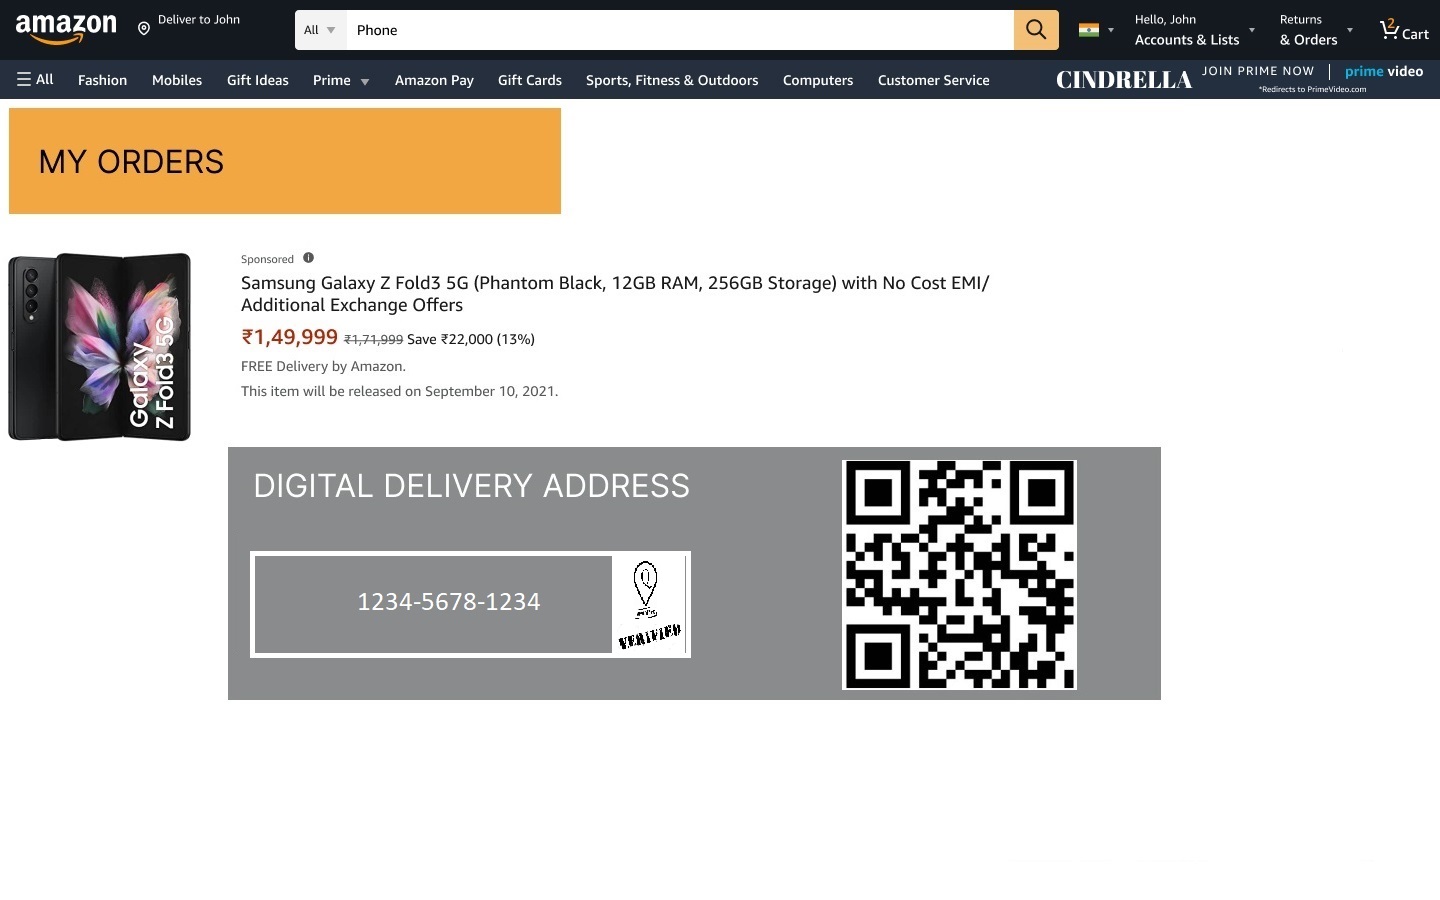 amazon
Deliver to John
All
Phone
Hello, John
Accounts & Lists
Returns
& Orders
2
Cart
All
Fashion
Mobiles
Gift Ideas
Prime
Amazon Pay
Gift Cards
Sports, Fitness & Outdoors
Computers
Customer Service
CINDRELLA
JOIN PRIME NOW
prime video
*Redirects to PrimeVideo.com
MY ORDERS
Galaxy
Z Fold3 5G
Sponsored
Samsung Galaxy Z Fold3 5G (Phantom Black, 12GB RAM, 256GB Storage) with No Cost EMI/
Additional Exchange Offers
₹1,49,999 ₹1,71,999 Save ₹22,000 (13%)
FREE Delivery by Amazon.
This item will be released on September 10, 2021.
DIGITAL DELIVERY ADDRESS
1234-5678-1234
VERIFIED